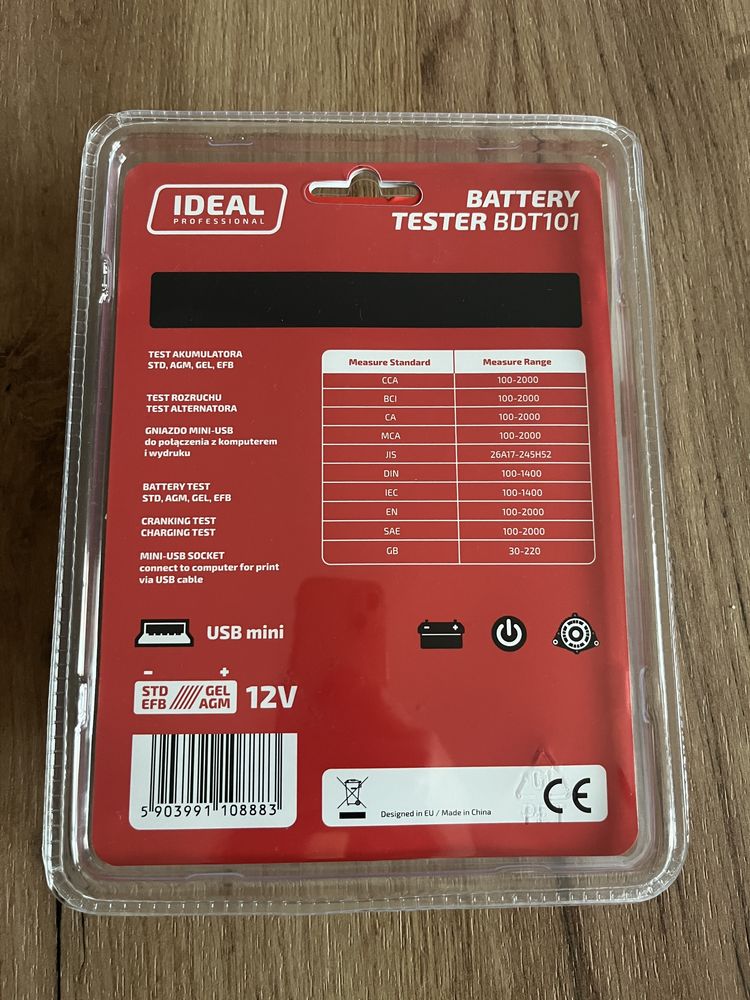 IDEAL
PROFESSIONAL
BATTERY
TESTER BDT101
TEST AKUMULATORA
STD, AGM, GEL, EFB
TEST ROZRUCHU
TEST ALTERNATORA
GNIAZDO MINI-USB
do połączenia z komputerem
i wydruku
BATTERY TEST
STD, AGM, GEL, EFB
CRANKING TEST
CHARGING TEST
MINI-USB SOCKET
connect to computer for print
via USB cable
Measure Standard Measure Range
CCA 100-2000
BCI 100-2000
CA 100-2000
MCA 100-2000
JIS 26A17-245H52
DIN 100-1400
IEC 100-1400
EN 100-2000
SAE 100-2000
GB 30-220
USB mini
- +
STD GEL
EFB AGM
12V
5 903991 108883
Designed in EU / Made in China
CE